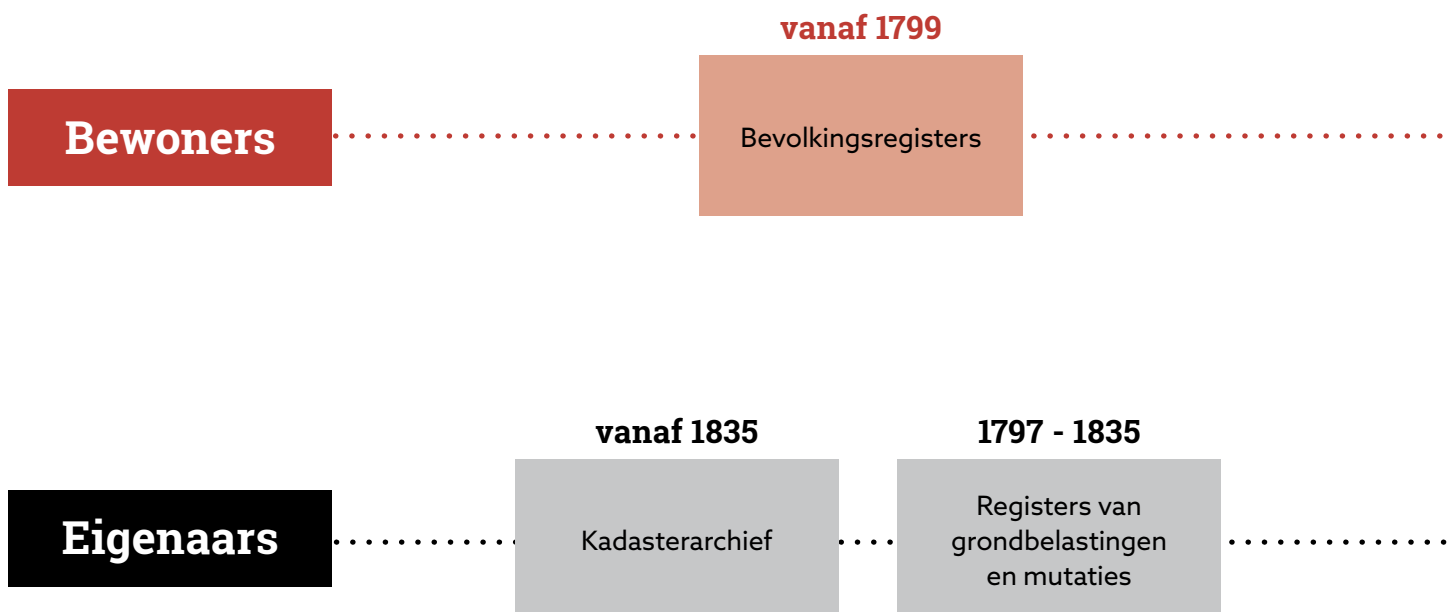 vanaf 1799
Bewoners
Bevolkingsregisters
vanaf 1835
1797 - 1835
Eigenaars
Kadasterarchief
Registers van
grondbelastingen
en mutaties